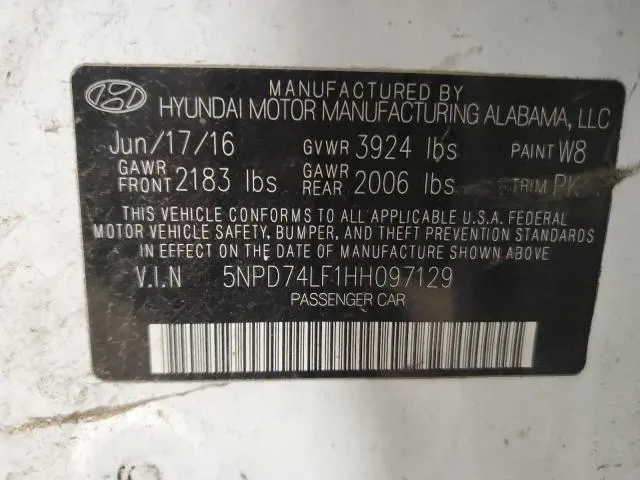 MANUFACTURED BY
HYUNDAI MOTOR MANUFACTURING ALABAMA, LLC
Jun/17/16 GVWR 3924 lbs PAINT W8
GAWR FRONT 2183 lbs GAWR REAR 2006 lbs TRIM PK
THIS VEHICLE CONFORMS TO ALL APPLICABLE U.S.A. FEDERAL
MOTOR VEHICLE SAFETY, BUMPER, AND THEFT PREVENTION STANDARDS
IN EFFECT ON THE DATE OF MANUFACTURE SHOWN ABOVE.
V.I.N 5NPD74LF1HH097129
PASSENGER CAR